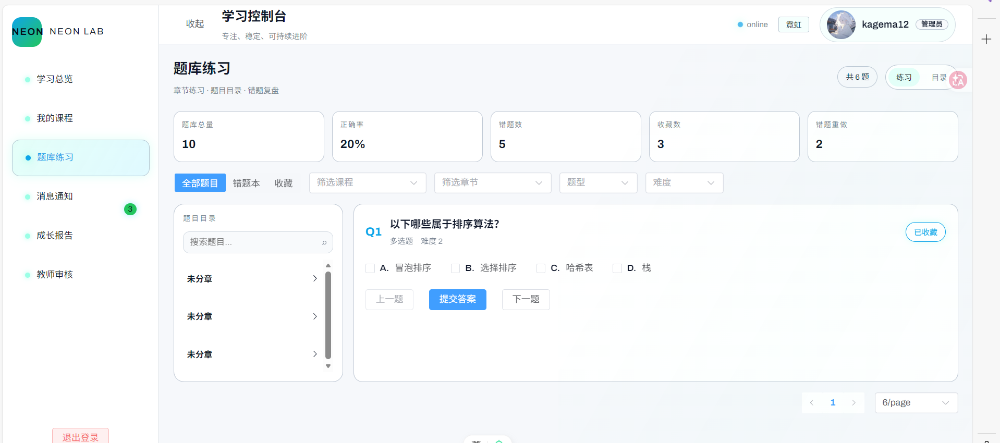 NEON NEON LAB
学习总览
我的课程
题库练习
消息通知
3
成长报告
教师审核
退出登录
收起
学习控制台
专注、稳定、可持续进阶
online
霓虹
kagema12
管理员
题库练习
章节练习 · 题目目录 · 错题复盘
共 6 题
练习
目录
题库总量
10
正确率
20%
错题数
5
收藏数
3
错题重做
2
全部题目
错题本
收藏
筛选课程
筛选章节
题型
难度
题目目录
搜索题目...
未分章
未分章
未分章
Q1
以下哪些属于排序算法?
多选题 难度 2
已收藏
A. 冒泡排序
B. 选择排序
C. 哈希表
D. 栈
上一题
提交答案
下一题
1
6/page